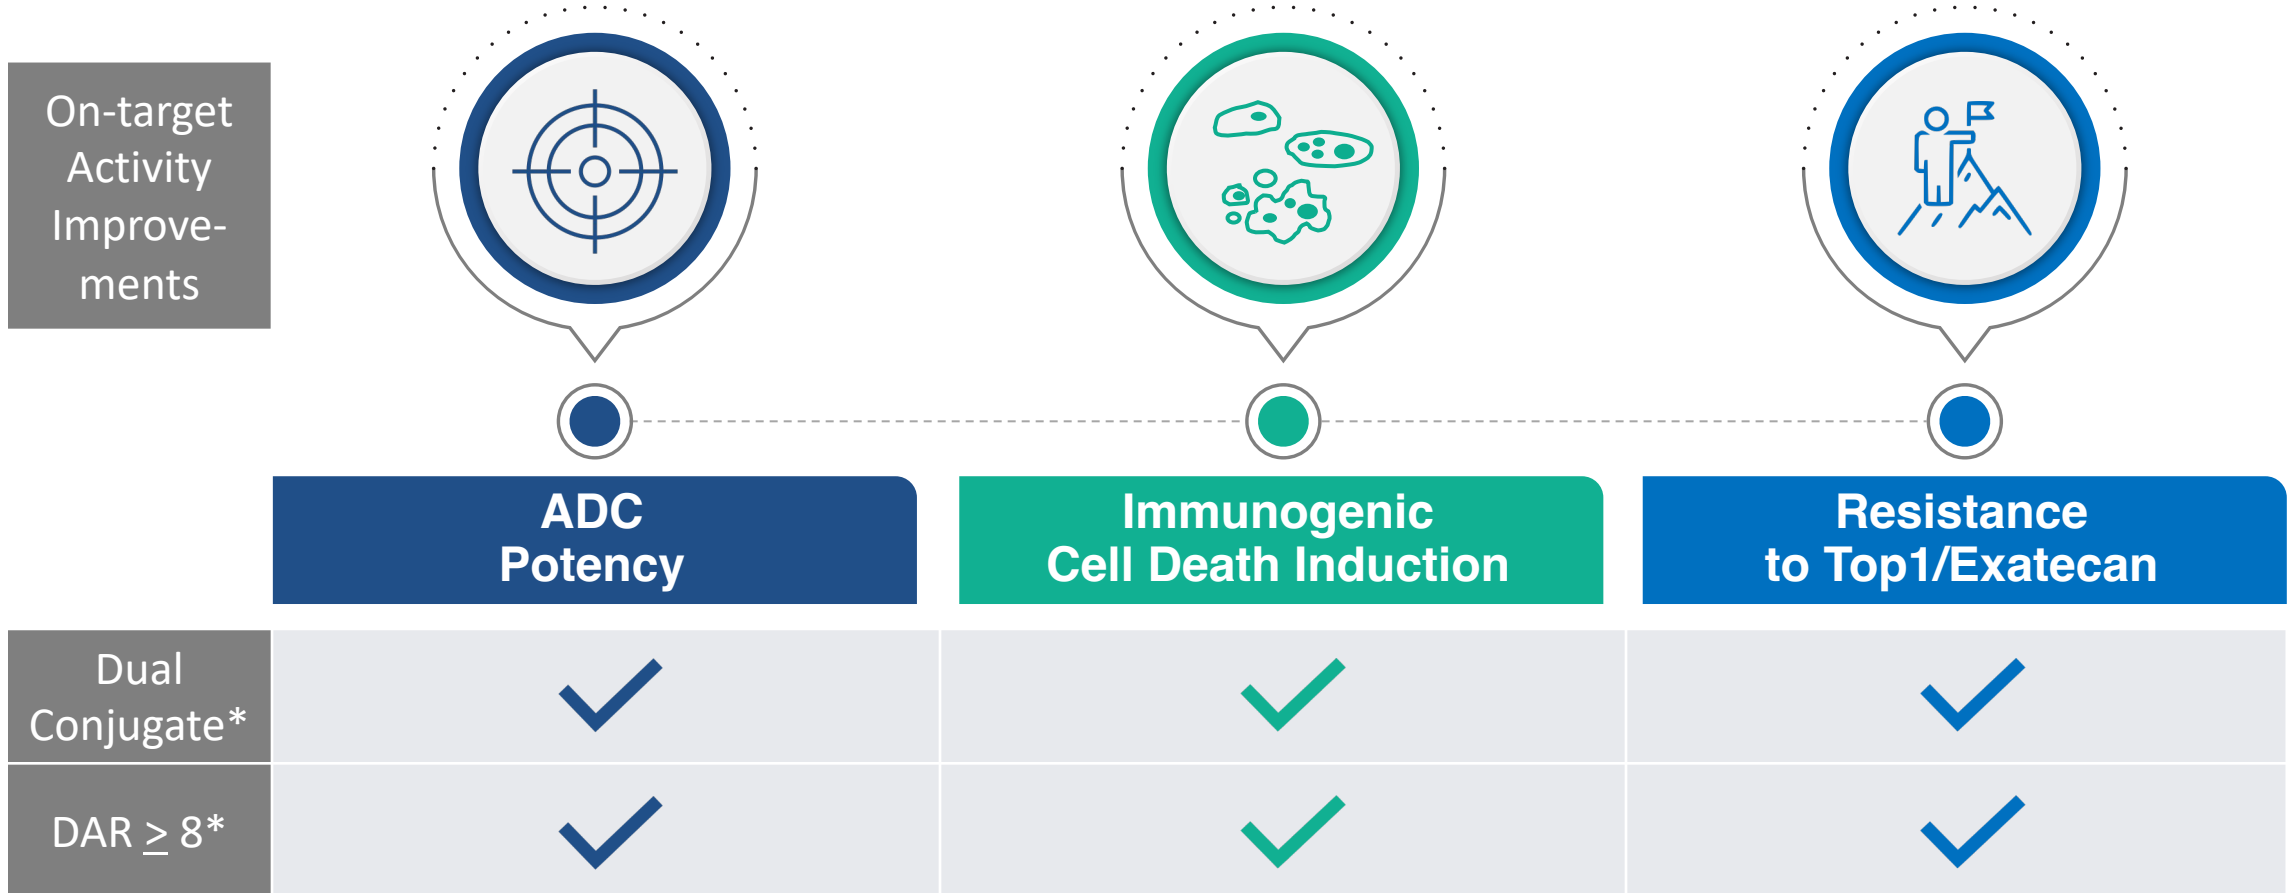 On-target
Activity
Improve-
ments
ADC
Potency
Immunogenic
Cell Death Induction
Resistance
to Top1/Exatecan
Dual
Conjugate*
DAR ≥ 8*